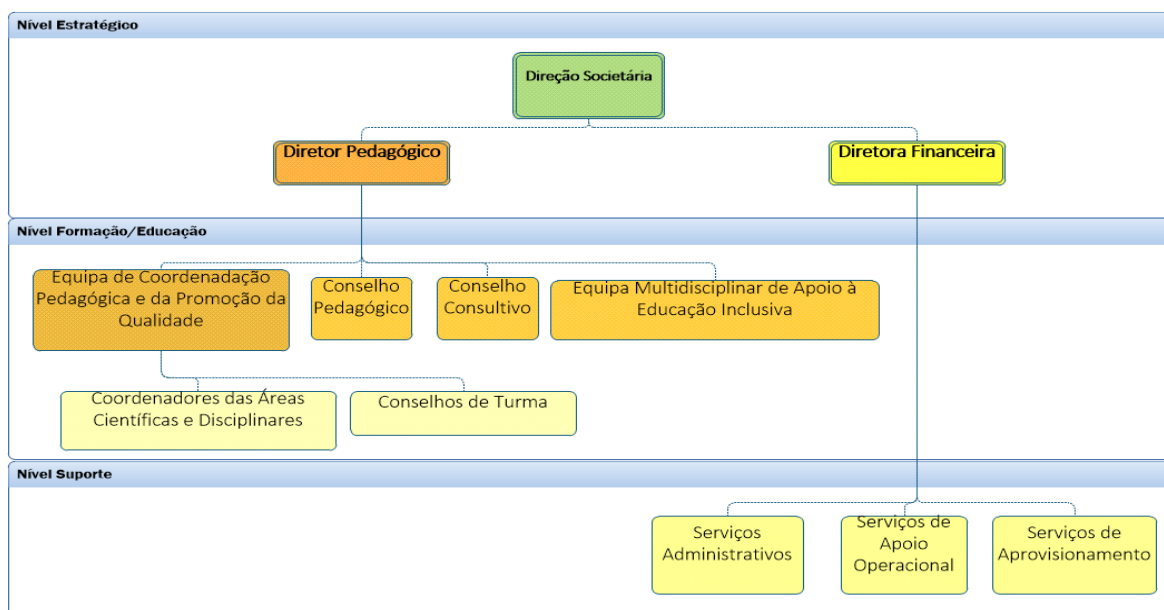 Nível Estratégico
Direção Societária
Diretor Pedagógico
Diretora Financeira
Nível Formação/Educação
Equipa de Coordenadação
Pedagógica e da Promoção da
Qualidade
Conselho
Pedagógico
Conselho
Consultivo
Equipa Multidisciplinar de Apoio à
Educação Inclusiva
Coordenadores das Áreas
Científicas e Disciplinares
Conselhos de Turma
Nível Suporte
Serviços
Administrativos
Serviços de
Apoio
Operacional
Serviços de
Aprovisionamento